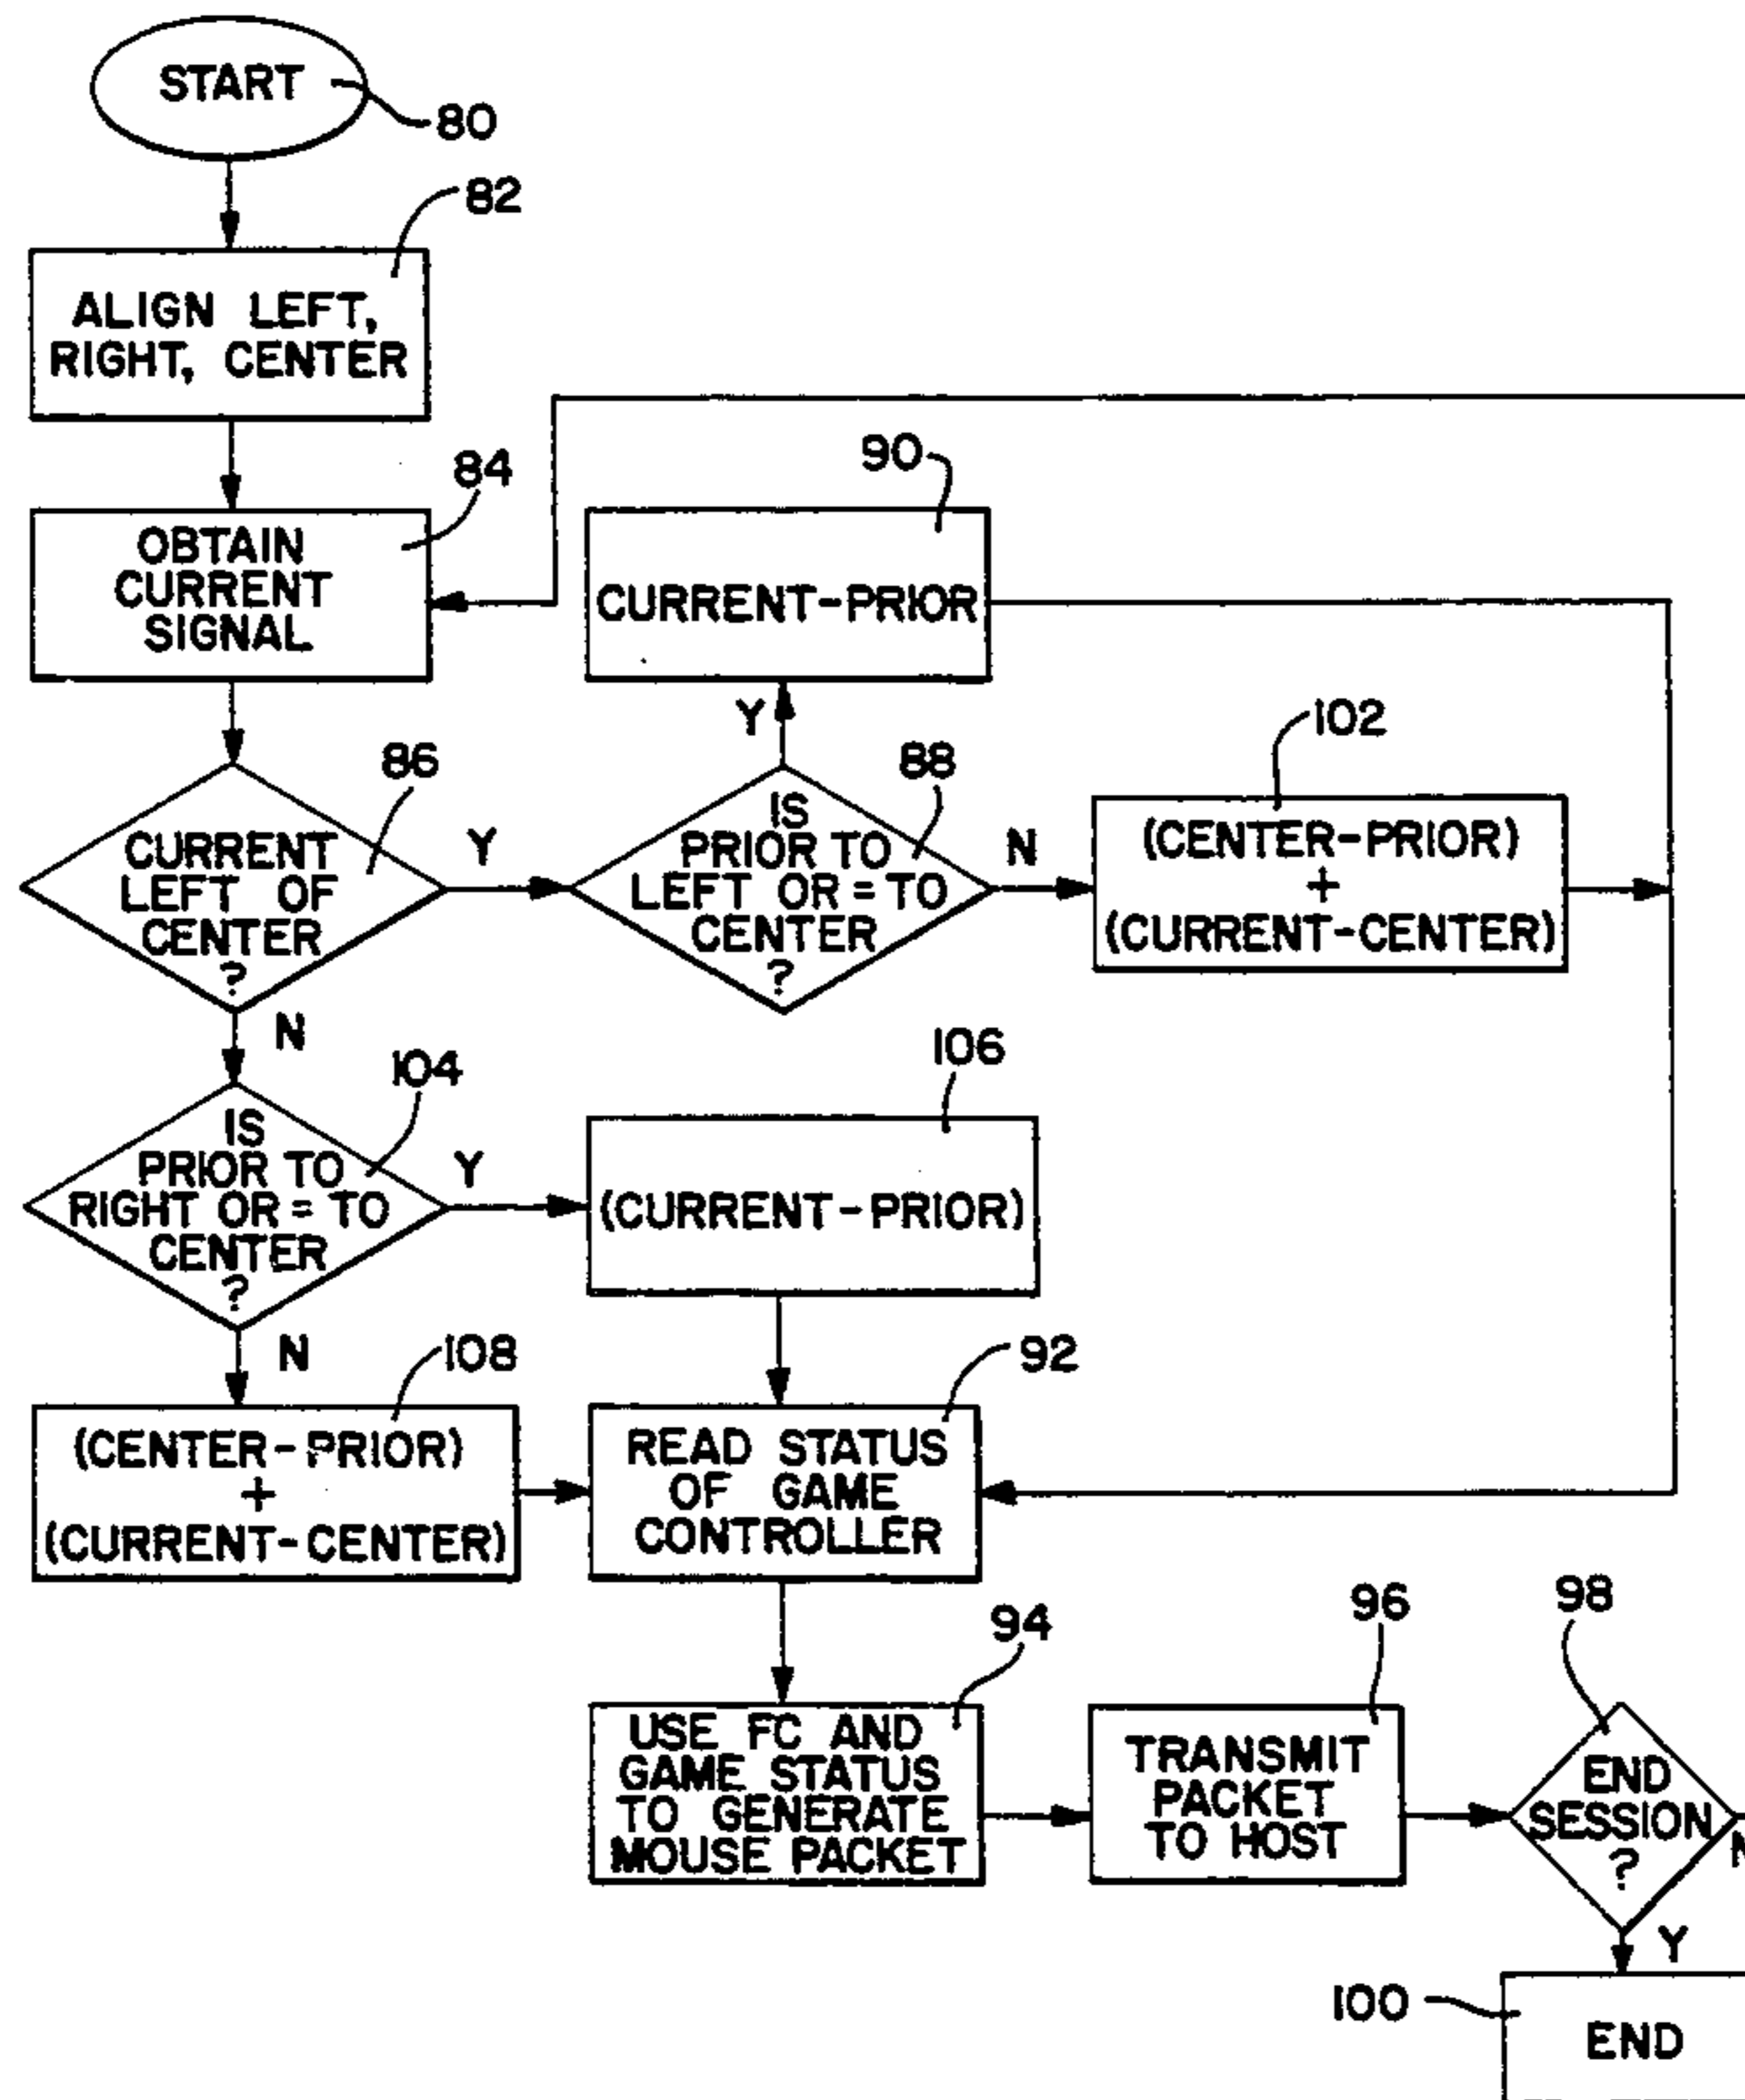 START
80
82
ALIGN LEFT,
RIGHT, CENTER
84
OBTAIN
CURRENT
SIGNAL
90
CURRENT-PRIOR
Y
86
CURRENT
LEFT OF
CENTER
?
Y
88
IS
PRIOR TO
LEFT OR = TO
CENTER
?
N
102
(CENTER-PRIOR)
+
(CURRENT-CENTER)
N
104
IS
PRIOR TO
RIGHT OR = TO
CENTER
?
Y
106
(CURRENT-PRIOR)
N
108
(CENTER-PRIOR)
+
(CURRENT-CENTER)
92
READ STATUS
OF GAME
CONTROLLER
94
USE FC AND
GAME STATUS
TO GENERATE
MOUSE PACKET
96
TRANSMIT
PACKET
TO HOST
98
END
SESSION
?
N
Y
100
END